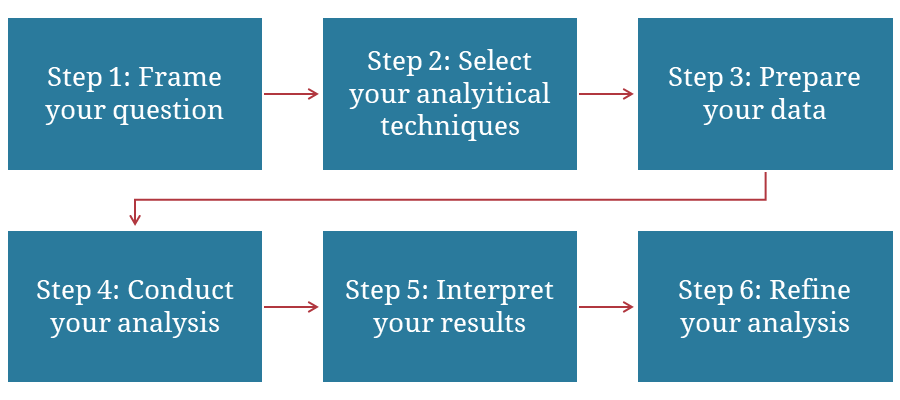 Step 1: Frame
your question
Step 2: Select
your analyitical
techniques
Step 3: Prepare
your data
Step 4: Conduct
your analysis
Step 5: Interpret
your results
Step 6: Refine
your analysis